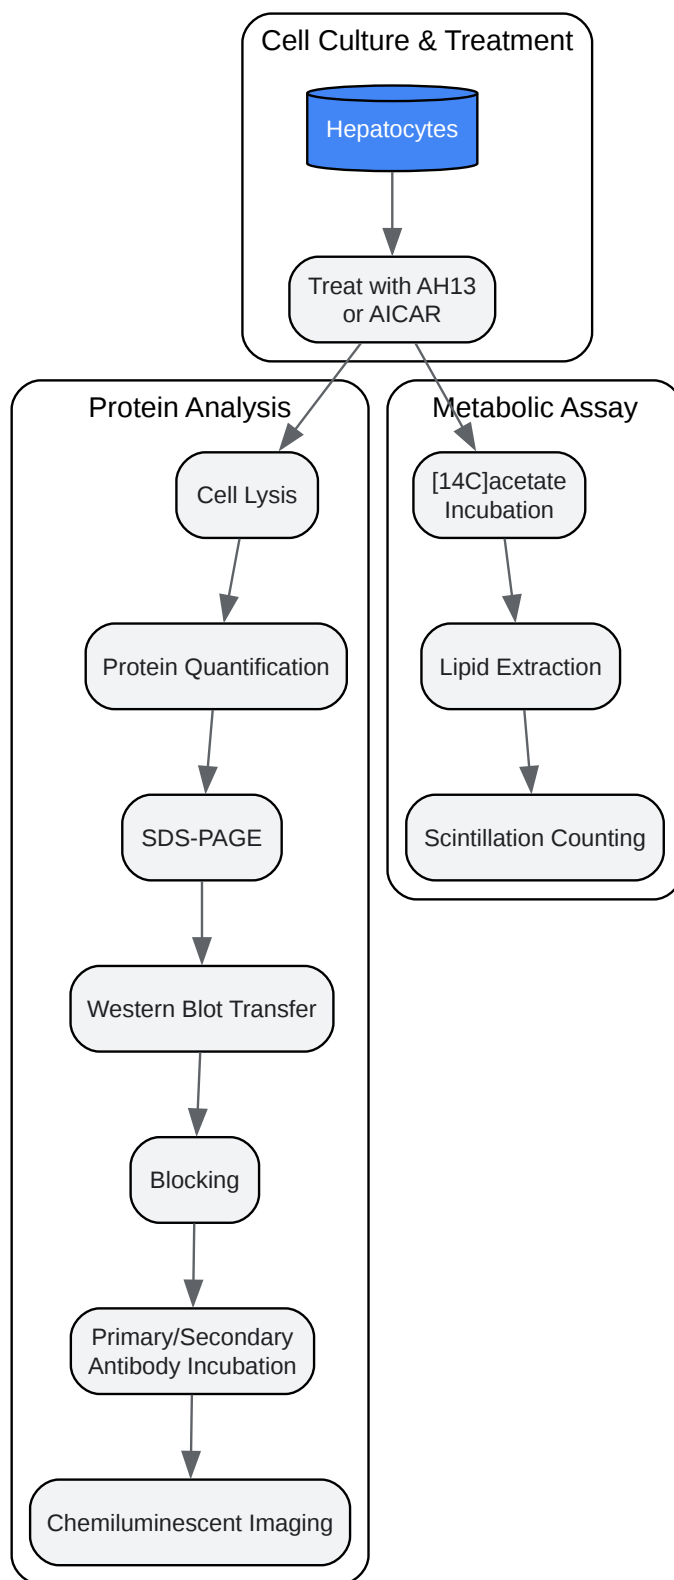 Cell Culture & Treatment
Hepatocytes
Treat with AH13
or AICAR
Protein Analysis
Cell Lysis
Protein Quantification
SDS-PAGE
Western Blot Transfer
Blocking
Primary/Secondary
Antibody Incubation
Chemiluminescent Imaging
Metabolic Assay
[14C]acetate
Incubation
Lipid Extraction
Scintillation Counting